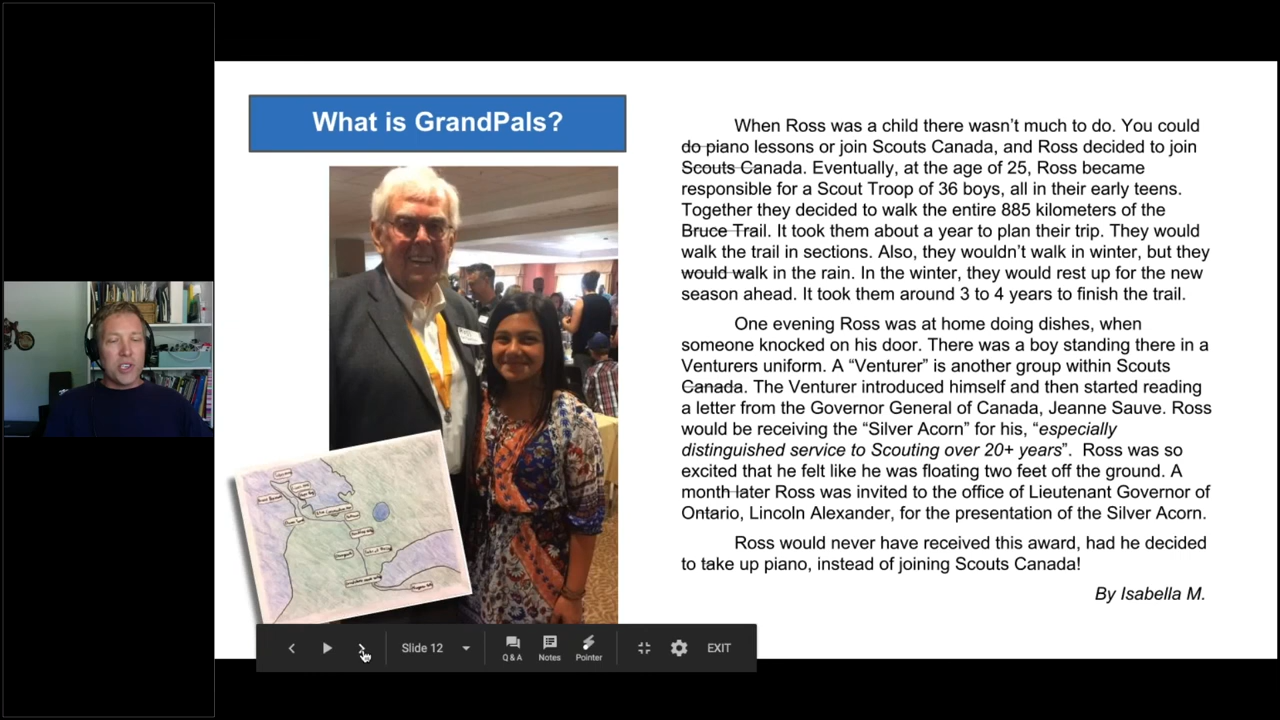 What is GrandPals?
When Ross was a child there wasn't much to do. You could
do piano lessons or join Scouts Canada, and Ross decided to join
Scouts Canada. Eventually, at the age of 25, Ross became
responsible for a Scout Troop of 36 boys, all in their early teens.
Together they decided to walk the entire 885 kilometers of the
Bruce Trail. It took them about a year to plan their trip. They would
walk the trail in sections. Also, they wouldn't walk in winter, but they
would walk in the rain. In the winter, they would rest up for the new
season ahead. It took them around 3 to 4 years to finish the trail.
One evening Ross was at home doing dishes, when
someone knocked on his door. There was a boy standing there in a
Venturers uniform. A “Venturer” is another group within Scouts
Canada. The Venturer introduced himself and then started reading
a letter from the Governor General of Canada, Jeanne Sauve. Ross
would be receiving the “Silver Acorn” for his, “especially
distinguished service to Scouting over 20+ years”. Ross was so
excited that he felt like he was floating two feet off the ground. A
month later Ross was invited to the office of Lieutenant Governor of
Ontario, Lincoln Alexander, for the presentation of the Silver Acorn.
Ross would never have received this award, had he decided
to take up piano, instead of joining Scouts Canada!
By Isabella M.
Slide 12
Q & A
Notes
Pointer
EXIT